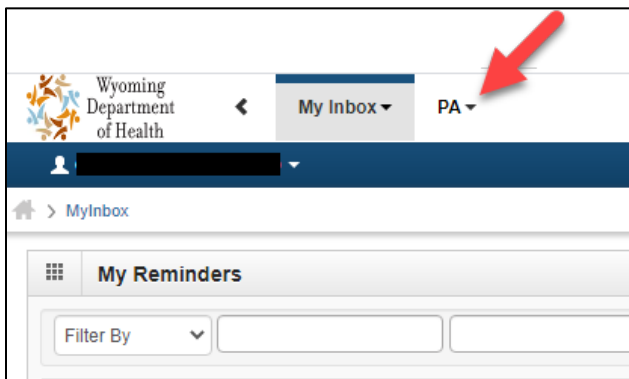 Wyoming
Department
of Health
My Inbox
PA
MyInbox
My Reminders
Filter By